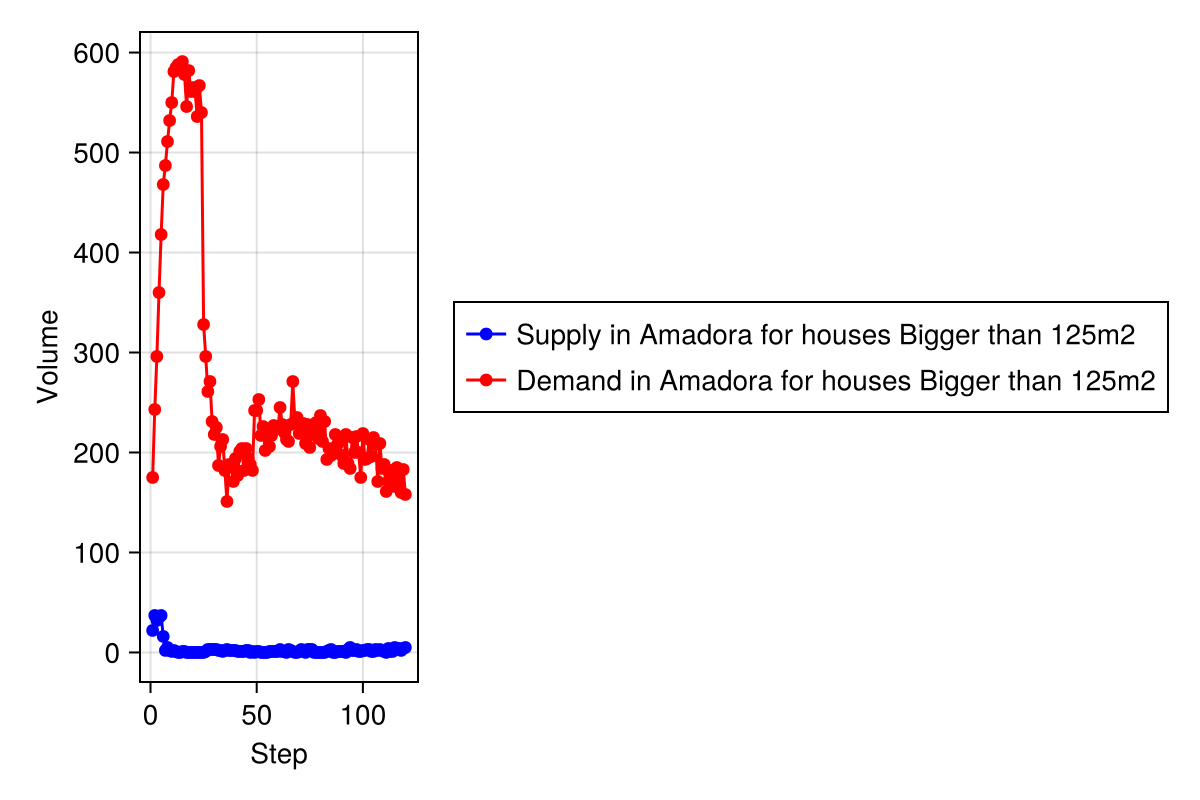 600
500
400
300
200
100
0
Volume
0 50 100
Step
Supply in Amadora for houses Bigger than 125m2
Demand in Amadora for houses Bigger than 125m2